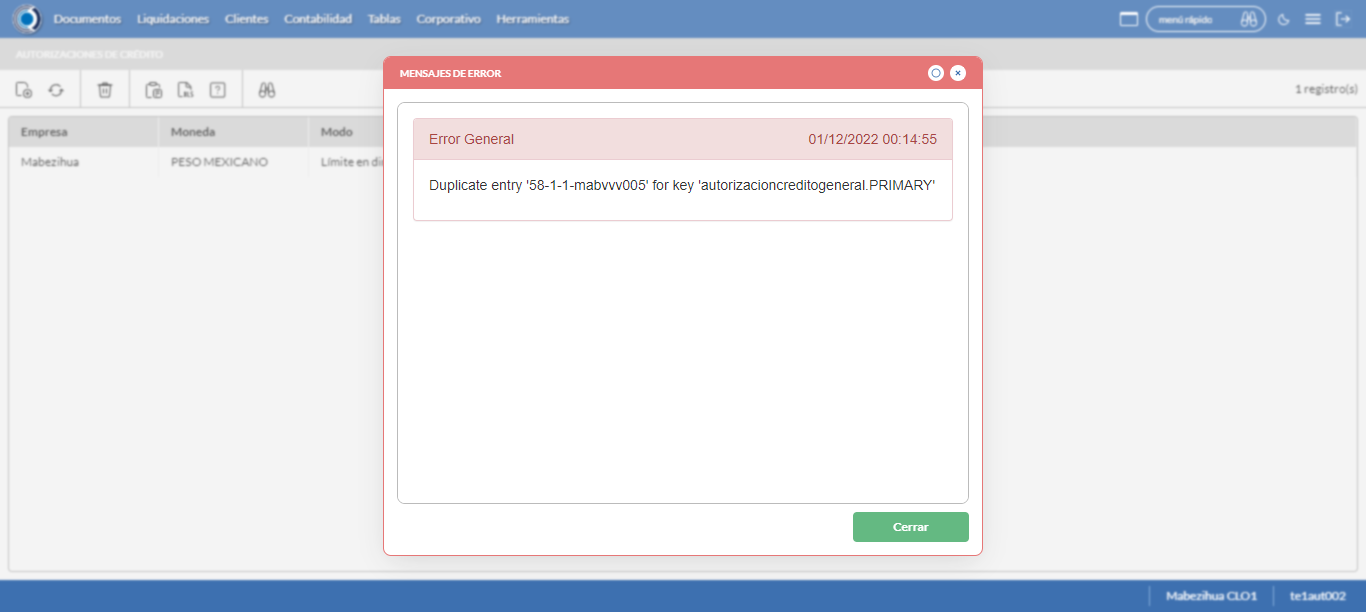 Documentos Liquidaciones Clientes Contabilidad Tablas Corporativo Herramientas menú rápido
AUTORIZACIONES DE CRÉDITO
MENSAJES DE ERROR
1 registro(s)
Empresa Moneda Modo
Mabezihua PESO MEXICANO Límite en di
Error General 01/12/2022 00:14:55
Duplicate entry '58-1-1-mabvvv005' for key 'autorizacioncreditogeneral.PRIMARY'
Cerrar
Mabezihua CLO1 te1aut002